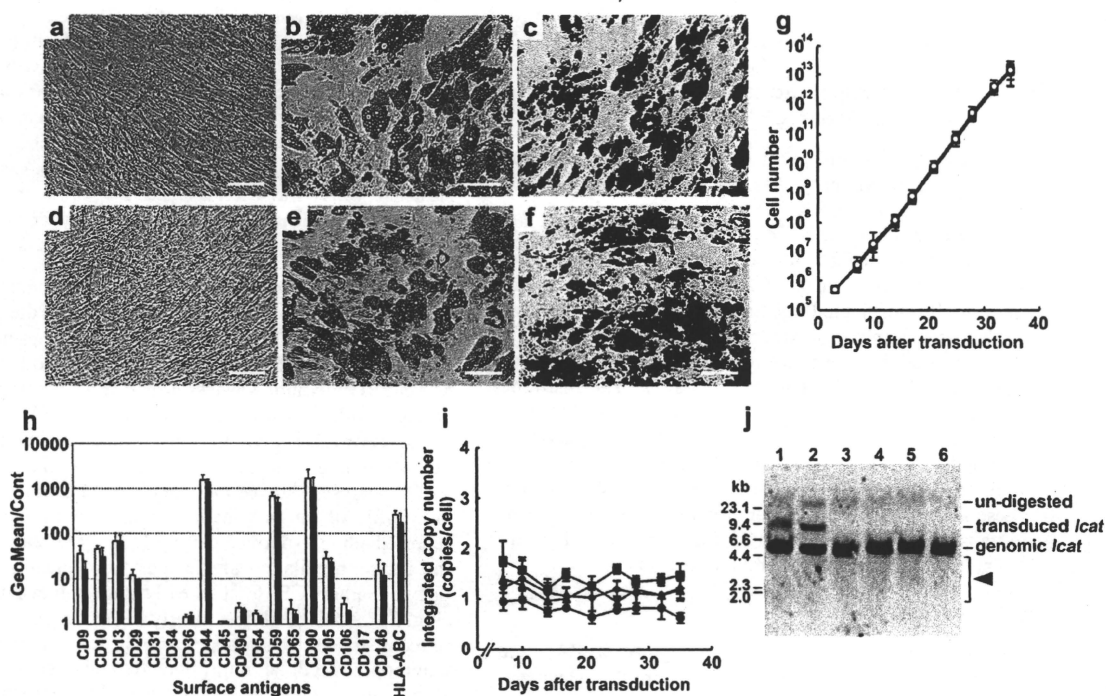 a
b
c
d
e
f
g
10¹⁴
10¹³
10¹²
10¹¹
10¹⁰
10⁹
10⁸
10⁷
10⁶
10⁵
Cell number
0 10 20 30 40
Days after transduction
h
10000
1000
100
10
1
GeoMean/Cont
CD9
CD10
CD13
CD29
CD31
CD34
CD36
CD44
CD45
CD49d
CD54
CD59
CD65
CD90
CD105
CD106
CD117
CD146
HLA-ABC
Surface antigens
i
4
3
2
1
0
Integrated copy number
(copies/cell)
0 10 20 30 40
Days after transduction
j
1 2 3 4 5 6
kb
23.1
9.4
6.6
4.4
2.3
2.0
un-digested
transduced lcat
genomic lcat